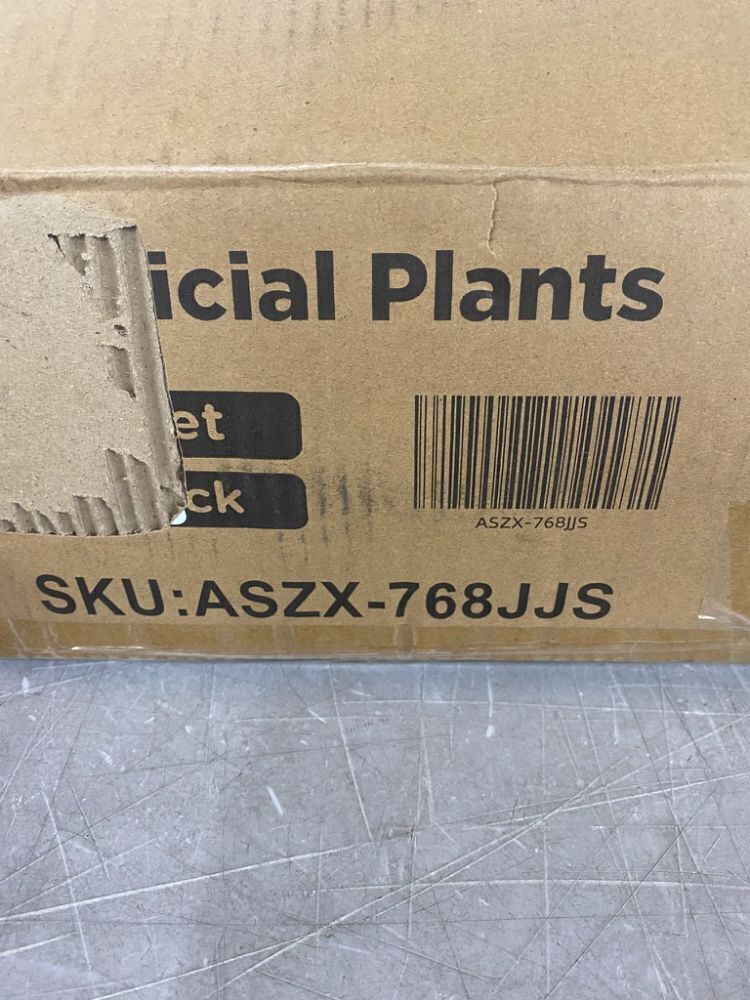 icial Plants
et
ck
ASZX-768JJS
SKU:ASZX-768JJS